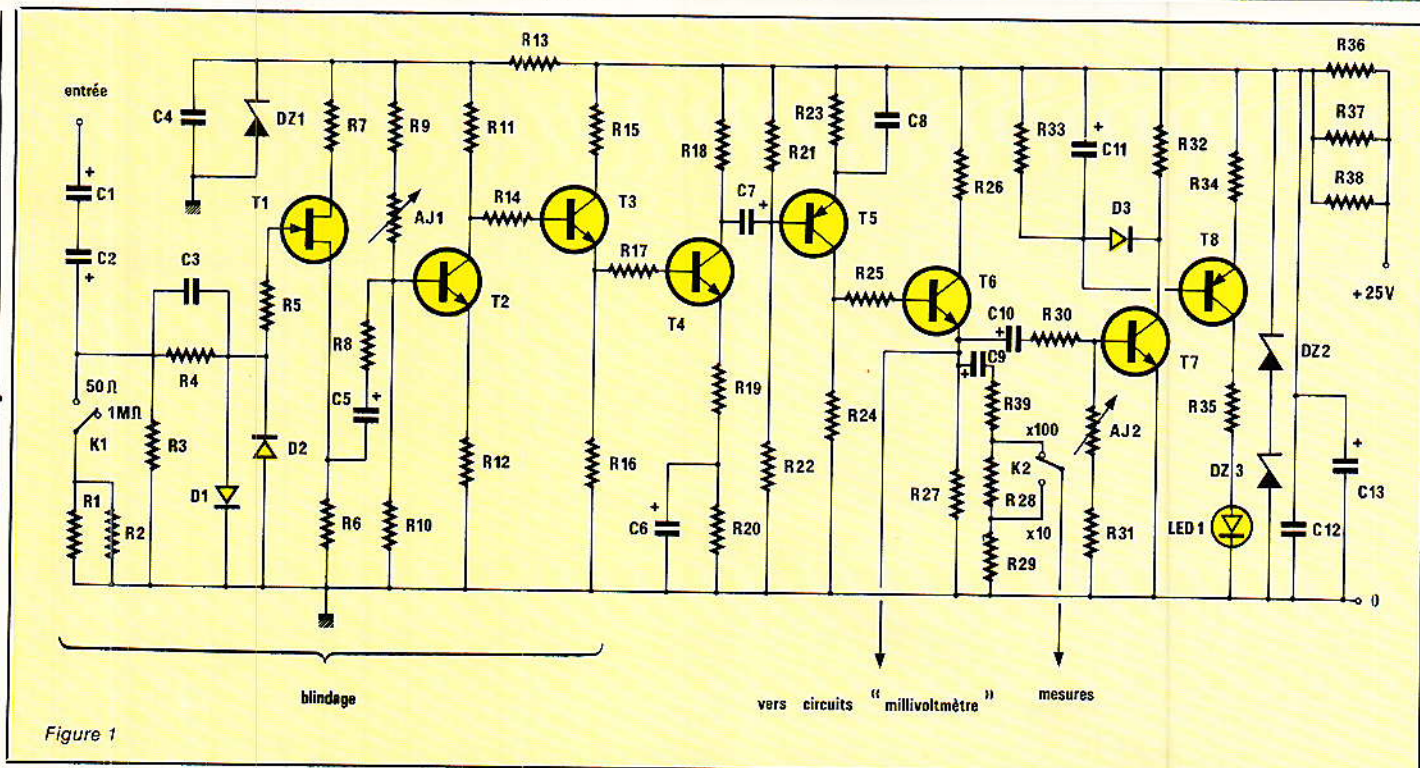 R13
R36
entrée
C4
DZ1
R7
R9
R11
R15
R23
C8
R33
C11
R32
R37
R18
R21
R34
R38
C1
T1
AJ1
R14
T3
C7
T5
R26
D3
T8
C2
C3
R5
T2
R17
T4
R25
T6
+25V
R8
C10
R30
T7
DZ2
50Ω
R4
C5
R19
R24
C9
R39
AJ2
R35
1MΩ
K1
R3
D2
R12
R16
R22
x100
K2
DZ3
C13
R1
R2
D1
R6
R10
C6
R20
R27
R28
x10
R29
R31
LED1
C12
0
blindage
vers circuits "millivoltmètre"
mesures
Figure 1